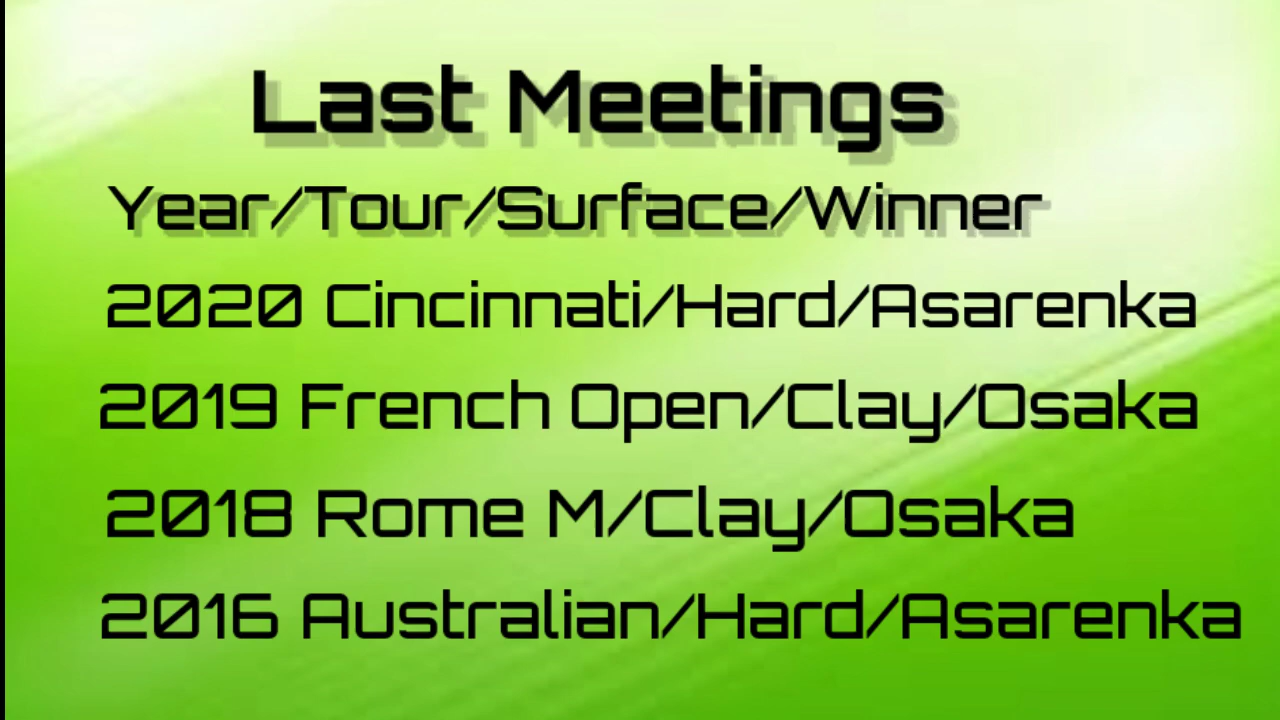 Last Meetings
Year/Tour/Surface/Winner
2020 Cincinnati/Hard/Asarenka
2019 French Open/Clay/Osaka
2018 Rome M/Clay/Osaka
2016 Australian/Hard/Asarenka